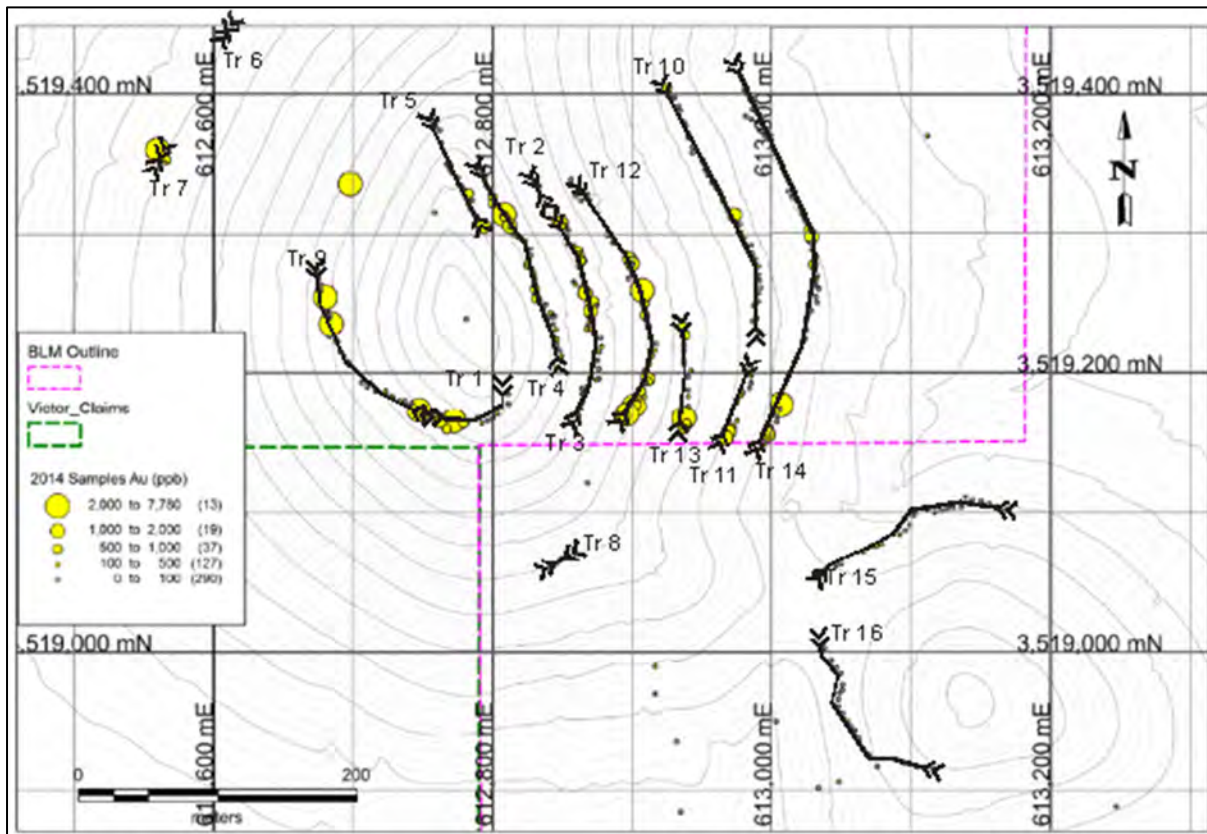 Tr 6
Tr 5
Tr 10
,519,400 mN
3,519,400 mN
612,600 mE
612,800 mE
613,000 mE
613,200 mE
Tr 2
Tr 12
N
Tr 7
Tr 9
Tr 1
Tr 4
3,519,200 mN
BLM Outline
Victor_Claims
2014 Samples Au (ppb)
2,000 to 7,780 (13)
1,000 to 2,000 (19)
500 to 1,000 (37)
100 to 500 (127)
0 to 100 (290)
Tr 3
Tr 13
Tr 11
Tr 14
Tr 8
Tr 15
Tr 16
,519,000 mN
3,519,000 mN
0 200
meters
612,800 mE
613,000 mE
613,200 mE